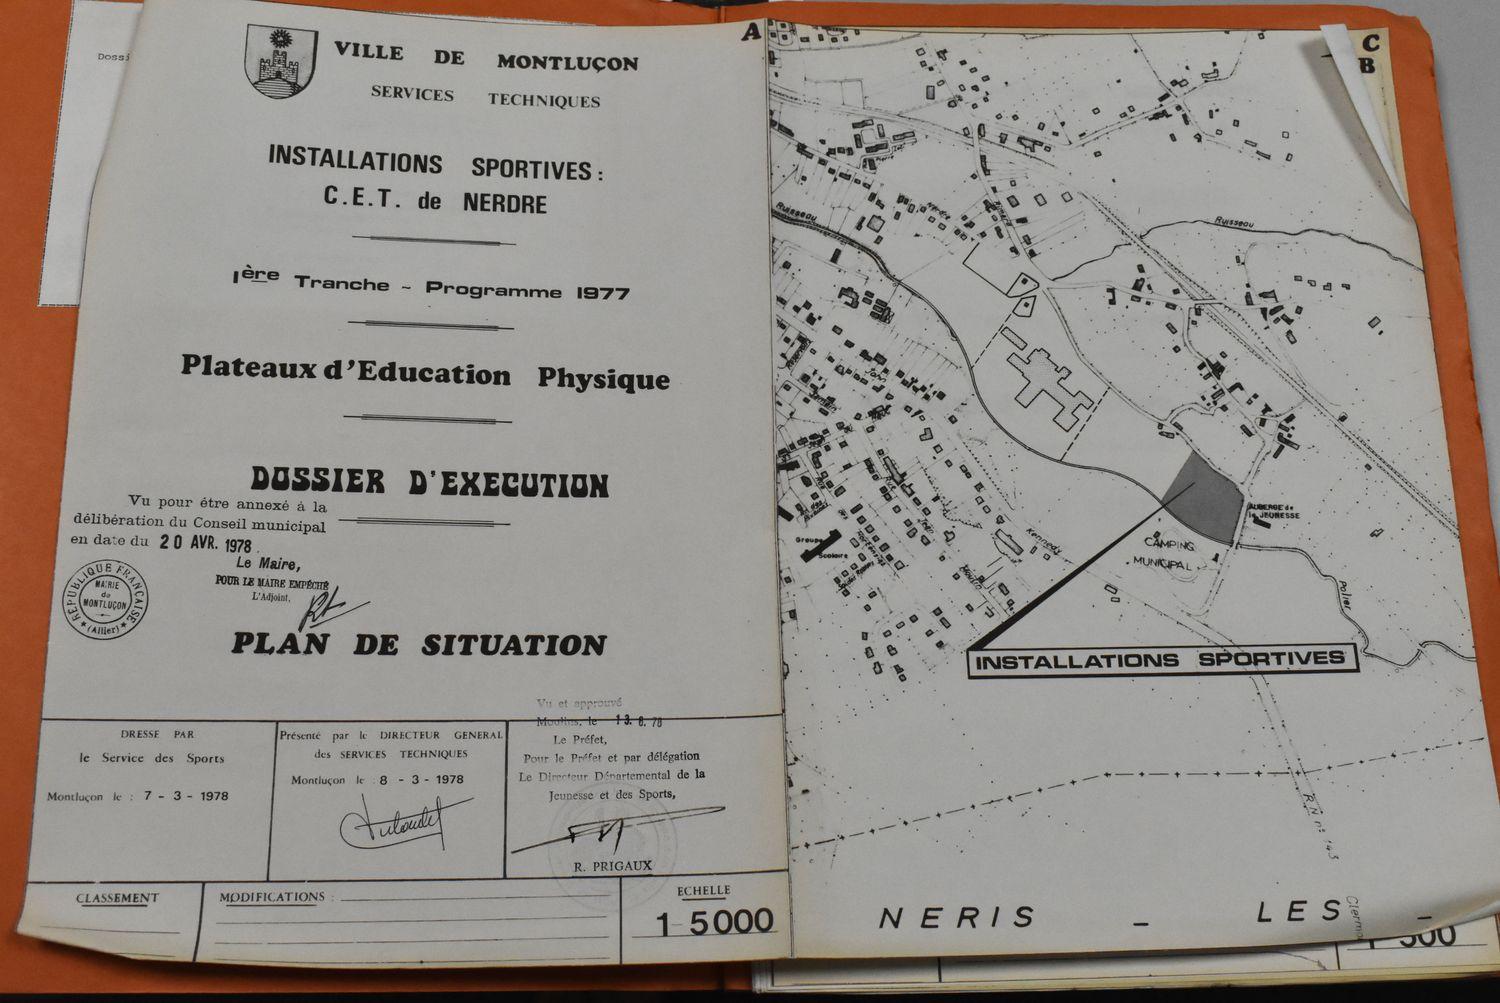 Dossi
VILLE DE MONTLUÇON
SERVICES TECHNIQUES
INSTALLATIONS SPORTIVES :
C.E.T. de NERDRE
1ère Tranche - Programme 1977
Plateaux d'Education Physique
DOSSIER D'EXECUTION
Vu pour être annexé à la
délibération du Conseil municipal
en date du 20 AVR. 1978
Le Maire,
POUR LE MAIRE EMPÊCHÉ
L'Adjoint,
RÉPUBLIQUE FRANÇAISE
MAIRIE
de
MONTLUÇON
(Allier)
PLAN DE SITUATION
DRESSE PAR
le Service des Sports
Montluçon le : 7 - 3 - 1978
Présenté par le DIRECTEUR GENERAL
des SERVICES TECHNIQUES
Montluçon le : 8 - 3 - 1978
Vu et approuvé
Moulins, le 13. 6. 78
Le Préfet,
Pour le Préfet et par délégation
Le Directeur Départemental de la
Jeunesse et des Sports,
R. PRIGAUX
CLASSEMENT
MODIFICATIONS :
ECHELLE
1_5000
A
C
B
Ruisseau
Ruisseau
AUBERGE de
la JEUNESSE
CAMPING
MUNICIPAL
Groupe
Scolaire
Kennedy
Polier
INSTALLATIONS SPORTIVES
R.N n° 143
NERIS _ LES _
1 500